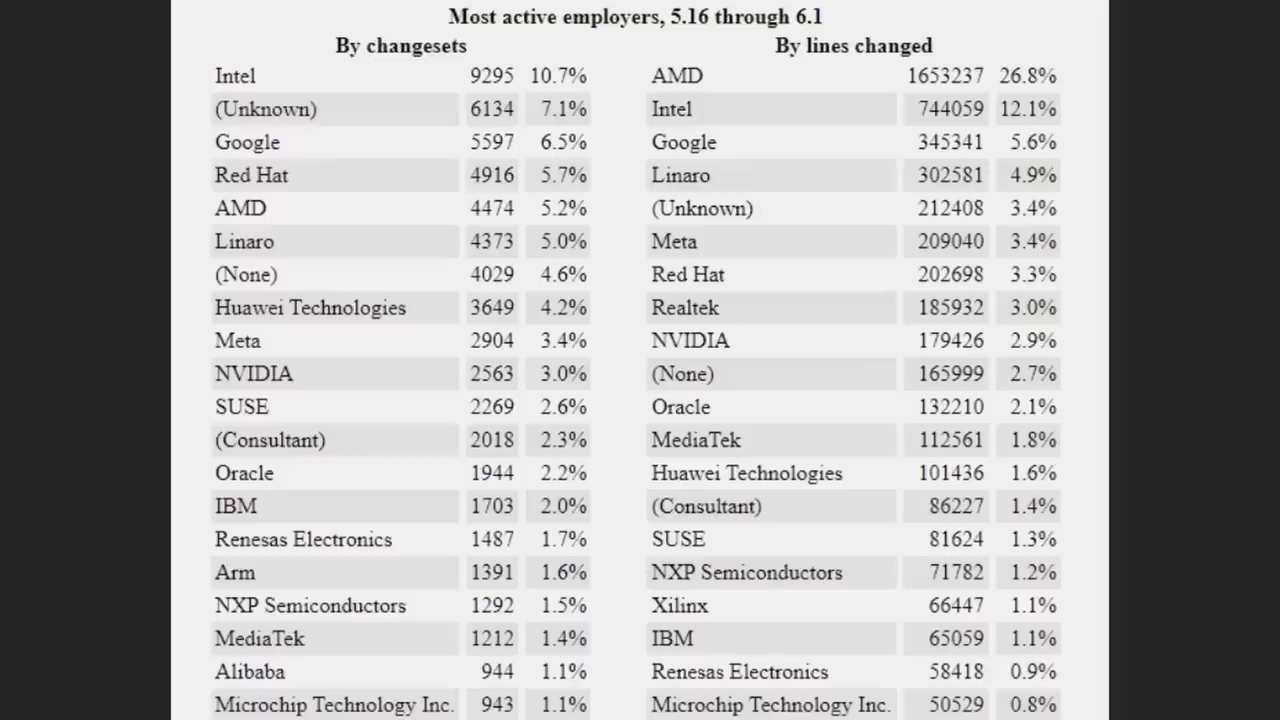 Most active employers, 5.16 through 6.1
By changesets By lines changed
Intel 9295 10.7% AMD 1653237 26.8%
(Unknown) 6134 7.1% Intel 744059 12.1%
Google 5597 6.5% Google 345341 5.6%
Red Hat 4916 5.7% Linaro 302581 4.9%
AMD 4474 5.2% (Unknown) 212408 3.4%
Linaro 4373 5.0% Meta 209040 3.4%
(None) 4029 4.6% Red Hat 202698 3.3%
Huawei Technologies 3649 4.2% Realtek 185932 3.0%
Meta 2904 3.4% NVIDIA 179426 2.9%
NVIDIA 2563 3.0% (None) 165999 2.7%
SUSE 2269 2.6% Oracle 132210 2.1%
(Consultant) 2018 2.3% MediaTek 112561 1.8%
Oracle 1944 2.2% Huawei Technologies 101436 1.6%
IBM 1703 2.0% (Consultant) 86227 1.4%
Renesas Electronics 1487 1.7% SUSE 81624 1.3%
Arm 1391 1.6% NXP Semiconductors 71782 1.2%
NXP Semiconductors 1292 1.5% Xilinx 66447 1.1%
MediaTek 1212 1.4% IBM 65059 1.1%
Alibaba 944 1.1% Renesas Electronics 58418 0.9%
Microchip Technology Inc. 943 1.1% Microchip Technology Inc. 50529 0.8%